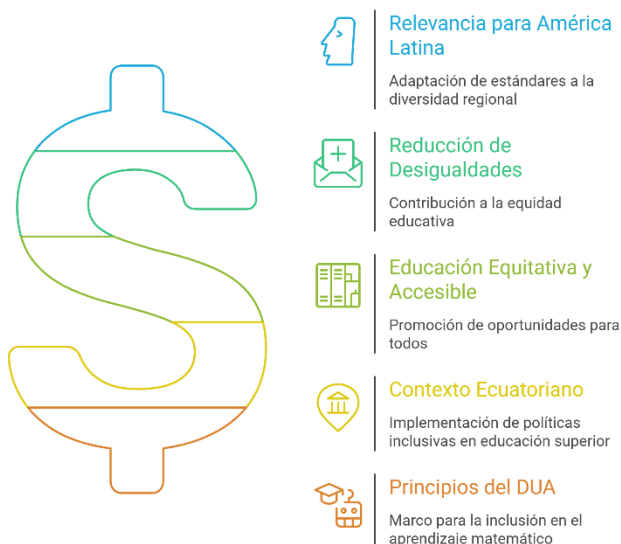 Relevancia para América
Latina
Adaptación de estándares a la
diversidad regional
Reducción de
Desigualdades
Contribución a la equidad
educativa
Educación Equitativa y
Accesible
Promoción de oportunidades para
todos
Contexto Ecuatoriano
Implementación de políticas
inclusivas en educación superior
Principios del DUA
Marco para la inclusión en el
aprendizaje matemático